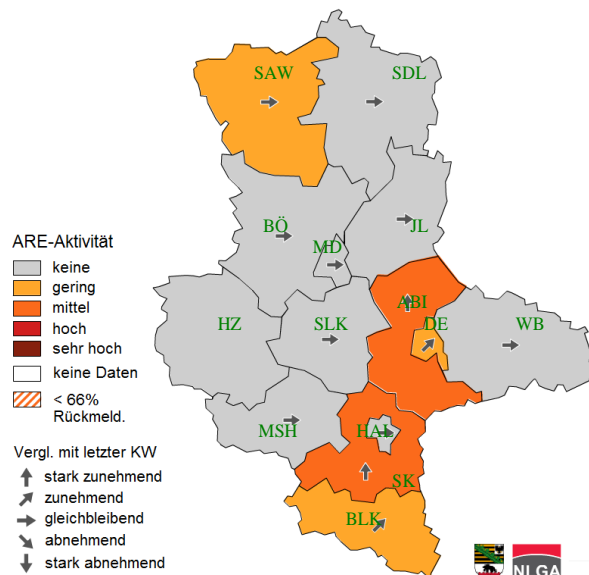 SAW
SDL
BÖ
JL
MD
ABI
HZ
SLK
DE
WB
MSH
HAL
SK
BLK
ARE-Aktivität
keine
gering
mittel
hoch
sehr hoch
keine Daten
< 66%
Rückmeld.
Vergl. mit letzter KW
stark zunehmend
zunehmend
gleichbleibend
abnehmend
stark abnehmend
NLGA